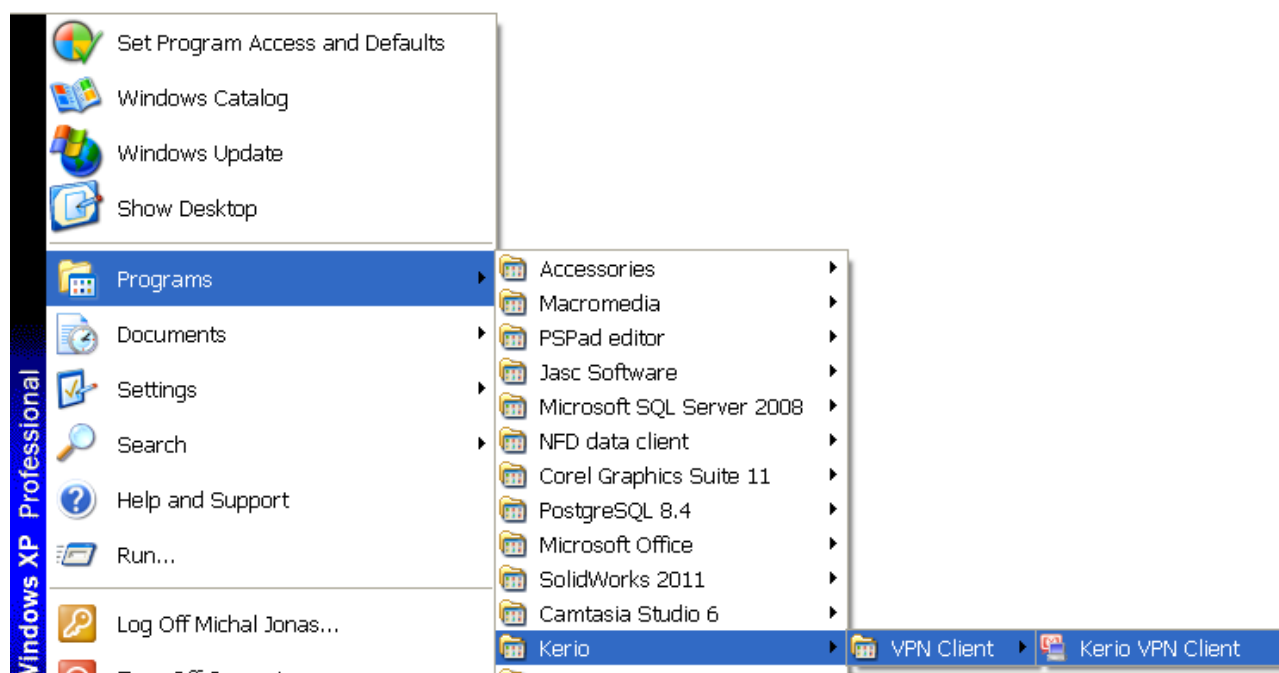 Set Program Access and Defaults
Windows Catalog
Windows Update
Show Desktop
Programs
Documents
Settings
Search
Help and Support
Run...
Log Off Michal Jonas...
Windows XP Professional
Accessories
Macromedia
PSPad editor
Jasc Software
Microsoft SQL Server 2008
NFD data client
Corel Graphics Suite 11
PostgreSQL 8.4
Microsoft Office
SolidWorks 2011
Camtasia Studio 6
Kerio
VPN Client
Kerio VPN Client